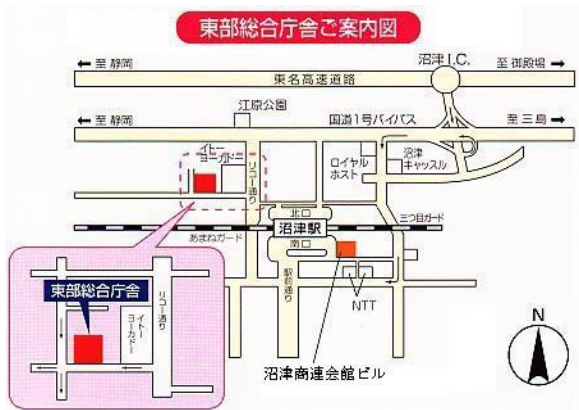 東部総合庁舎ご案内図
至 静岡
東名高速道路
沼津I.C.
至 御殿場
江原公園
至 静岡
国道1号バイパス
至 三島
イトー
ヨーカドー
リコー通り
ロイヤル
ホスト
沼津
キャッスル
北口
沼津駅
南口
あまねガード
三つ目ガード
駅前通り
NTT
沼津商連会館ビル
東部総合庁舎
イトー
ヨーカドー
リコー通り
N